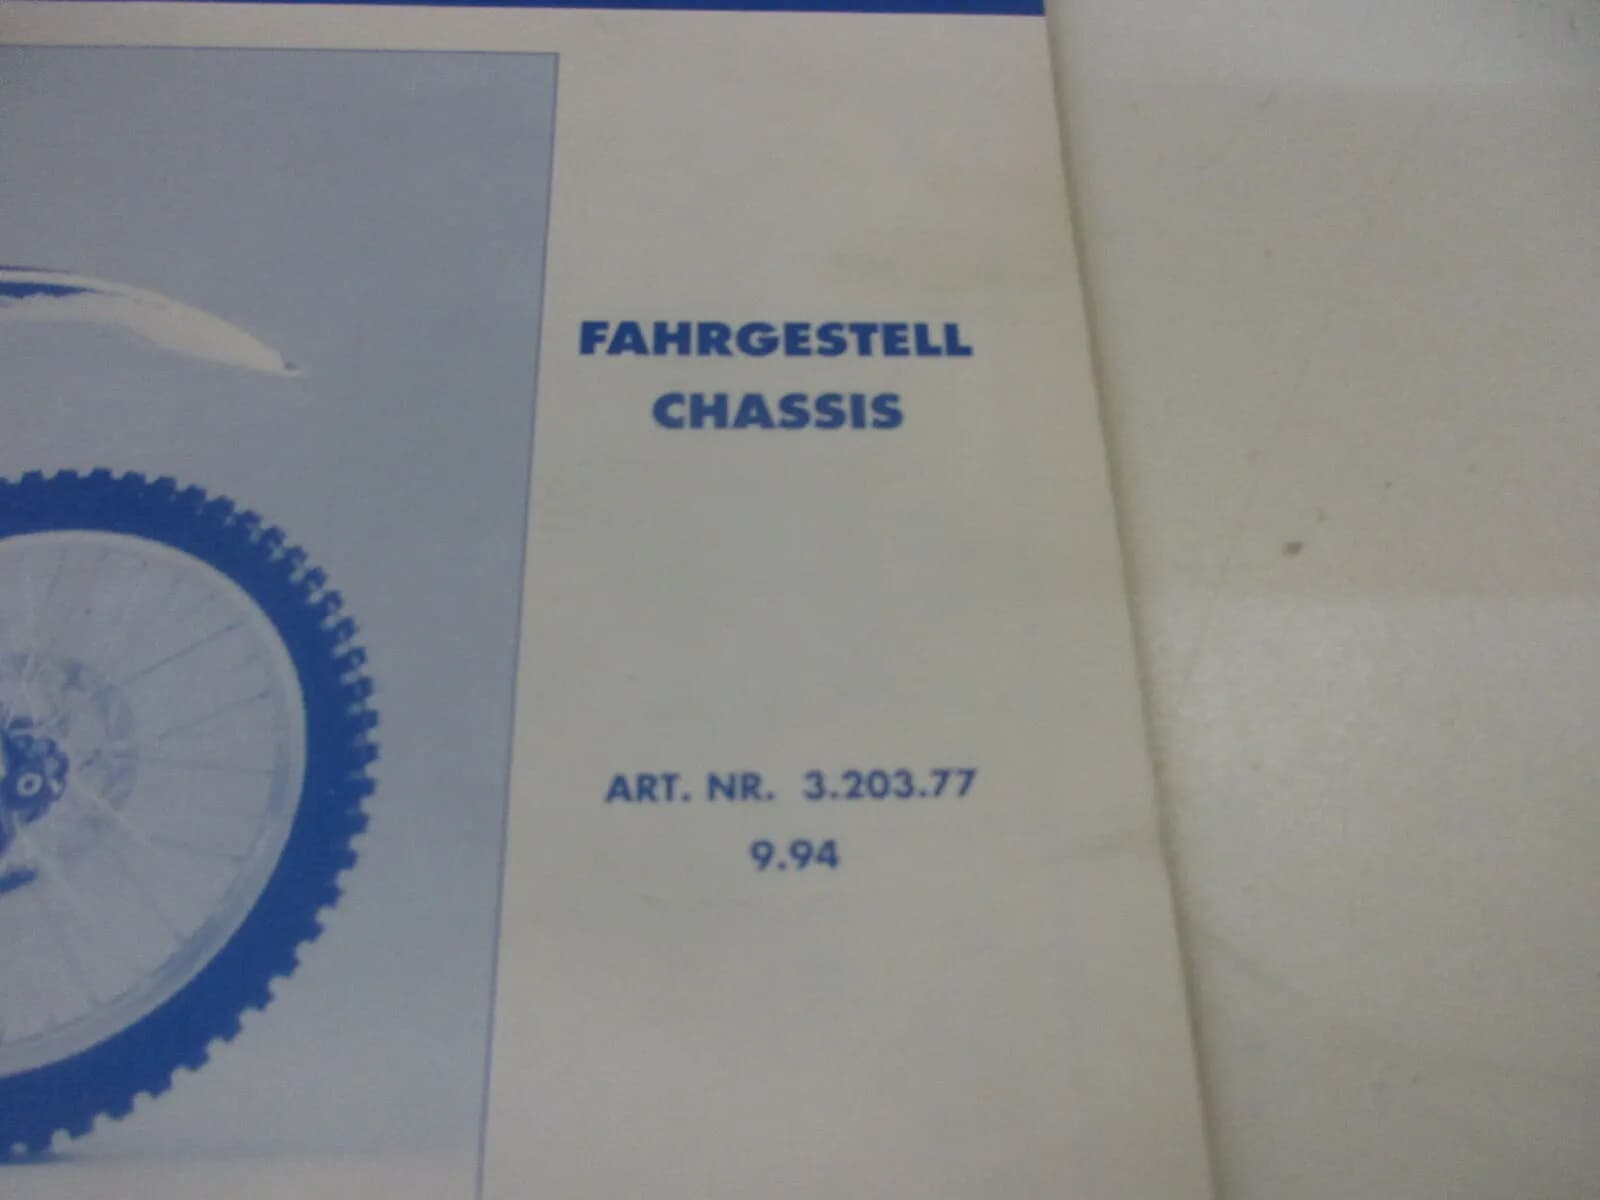 FAHRGESTELL
CHASSIS
ART. NR. 3.203.77
9.94